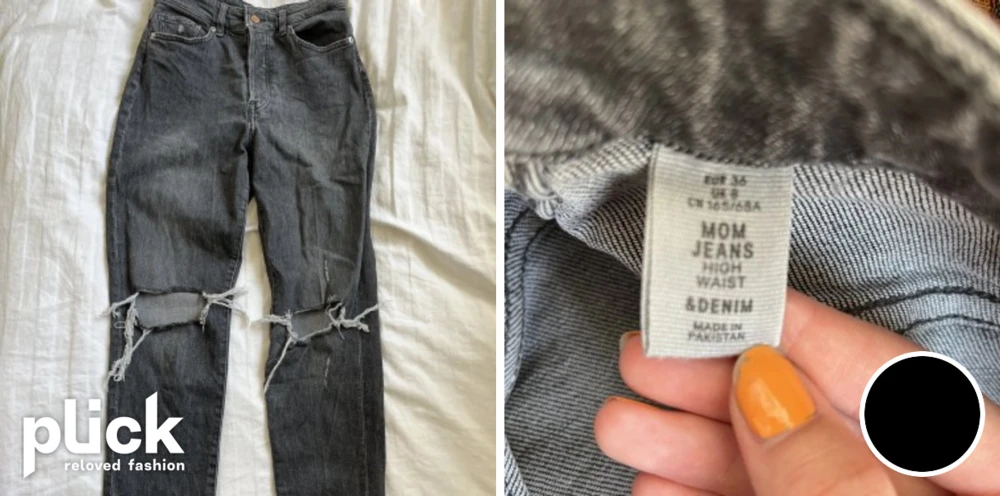 plick
reloved fashion
EUR 36
UK 8
CN 165/68A
MOM
JEANS
HIGH
WAIST
&DENIM
MADE IN
PAKISTAN